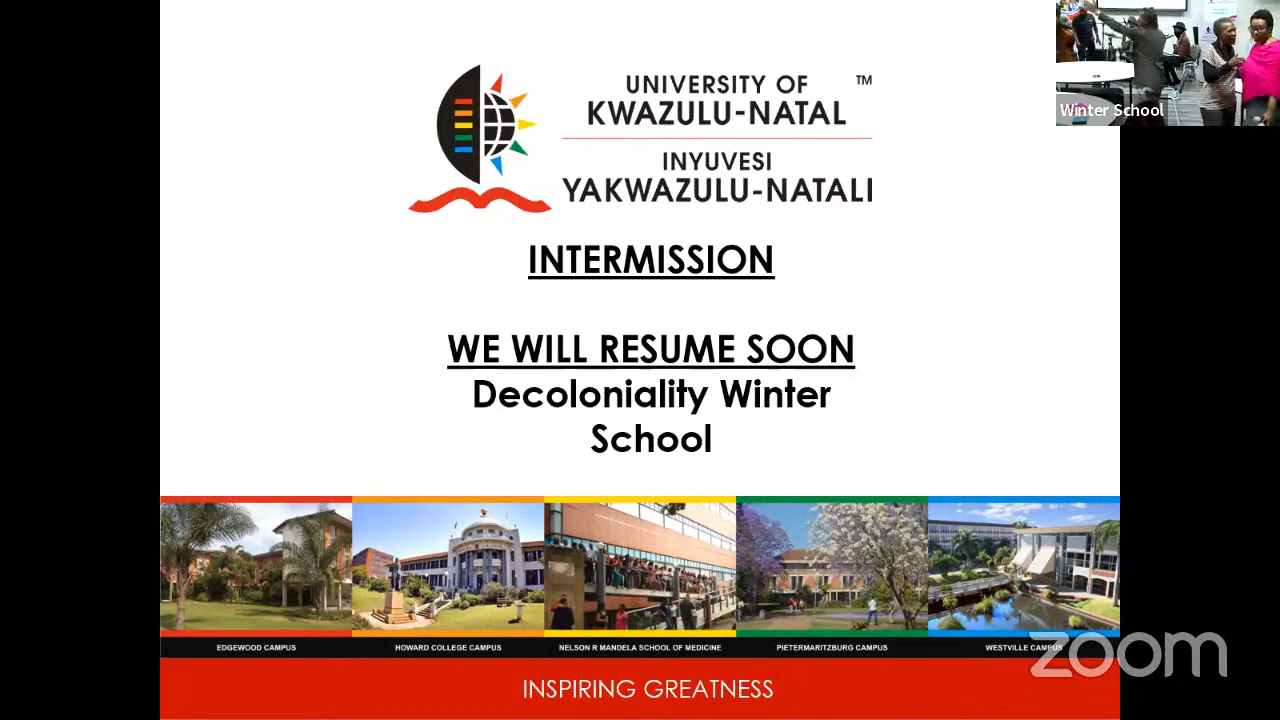 UNIVERSITY OF
KWAZULU-NATAL
TM
INYUVESI
YAKWAZULU-NATALI
INTERMISSION
WE WILL RESUME SOON
Decoloniality Winter
School
EDGEWOOD CAMPUS
HOWARD COLLEGE CAMPUS
NELSON R MANDELA SCHOOL OF MEDICINE
PIETERMARITZBURG CAMPUS
WESTVILLE CAMPUS
INSPIRING GREATNESS
Winter School
zoom